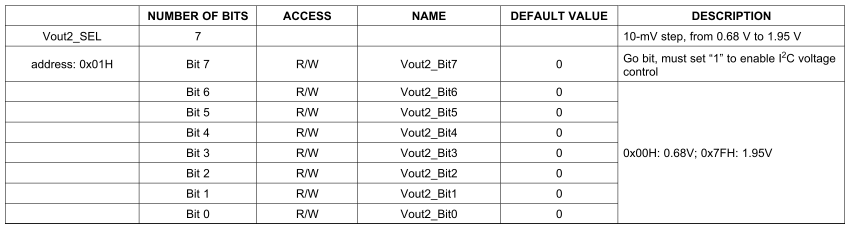 NUMBER OF BITS ACCESS NAME DEFAULT VALUE DESCRIPTION
Vout2_SEL 7 10-mV step, from 0.68 V to 1.95 V
address: 0x01H Bit 7 R/W Vout2_Bit7 0 Go bit, must set “1” to enable I2C voltage
control
Bit 6 R/W Vout2_Bit6 0
Bit 5 R/W Vout2_Bit5 0
Bit 4 R/W Vout2_Bit4 0
Bit 3 R/W Vout2_Bit3 0 0x00H: 0.68V; 0x7FH: 1.95V
Bit 2 R/W Vout2_Bit2 0
Bit 1 R/W Vout2_Bit1 0
Bit 0 R/W Vout2_Bit0 0